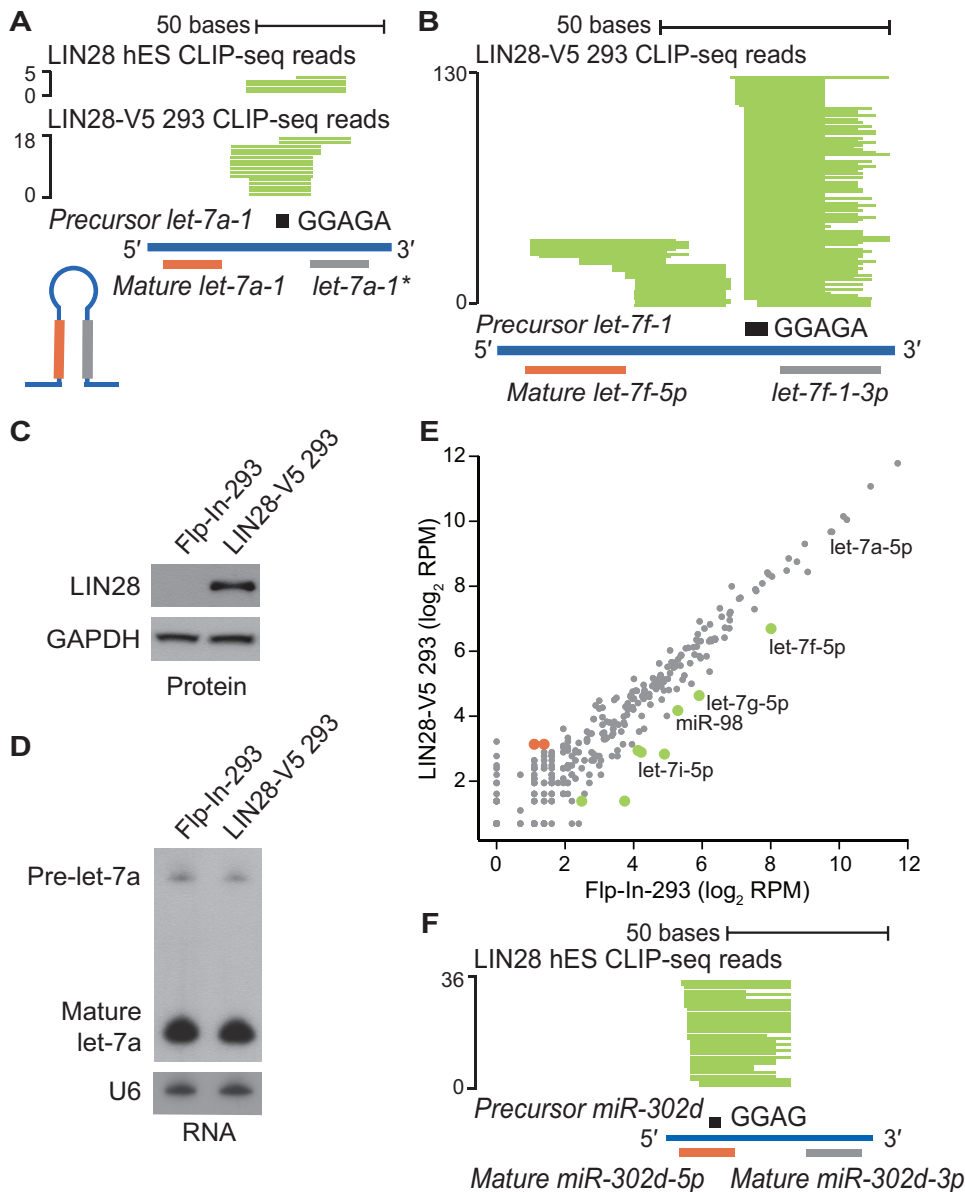 A
50 bases
LIN28 hES CLIP-seq reads
5
0
LIN28-V5 293 CLIP-seq reads
18
0
Precursor let-7a-1
GGAGA
5′
3′
Mature let-7a-1
let-7a-1*
B
50 bases
LIN28-V5 293 CLIP-seq reads
130
0
Precursor let-7f-1
GGAGA
5′
3′
Mature let-7f-5p
let-7f-1-3p
C
Flp-In-293
LIN28-V5 293
LIN28
GAPDH
Protein
D
Flp-In-293
LIN28-V5 293
Pre-let-7a
Mature
let-7a
U6
RNA
E
LIN28-V5 293 (log2 RPM)
12
10
8
6
4
2
let-7a-5p
let-7f-5p
let-7g-5p
miR-98
let-7i-5p
0 2 4 6 8 10 12
Flp-In-293 (log2 RPM)
F
50 bases
LIN28 hES CLIP-seq reads
36
0
Precursor miR-302d
GGAG
5′
3′
Mature miR-302d-5p
Mature miR-302d-3p